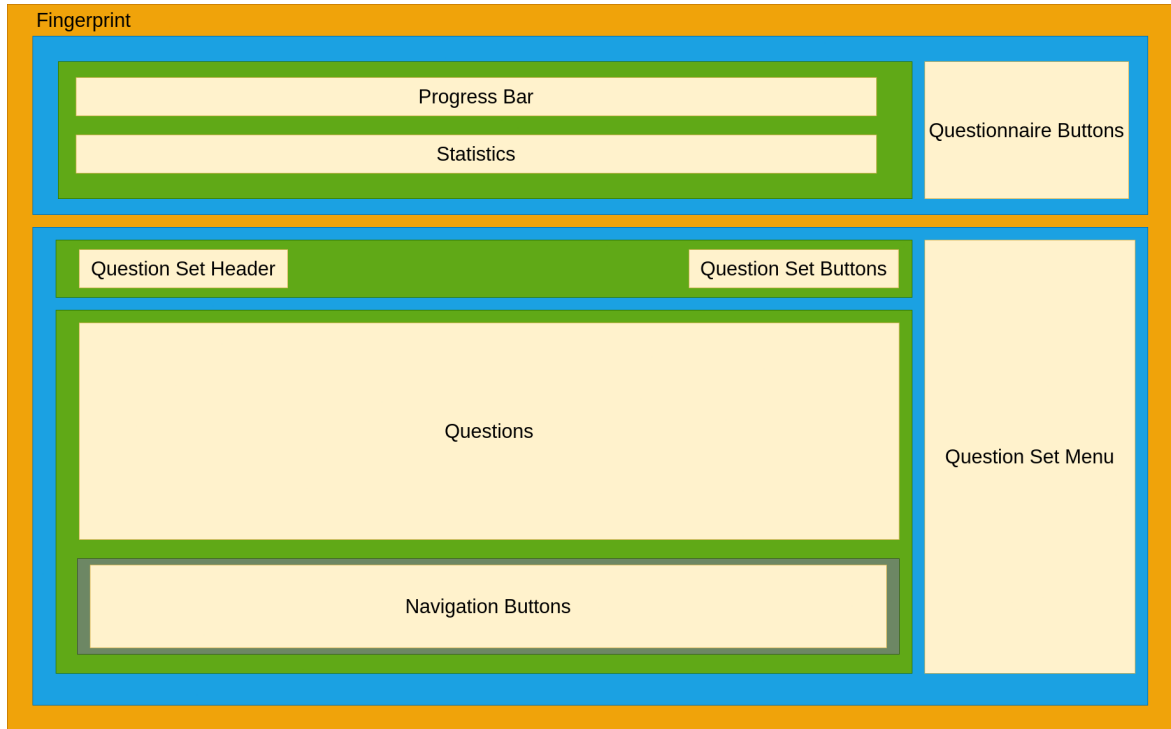 Fingerprint
Progress Bar
Statistics
Questionnaire Buttons
Question Set Header
Question Set Buttons
Questions
Navigation Buttons
Question Set Menu